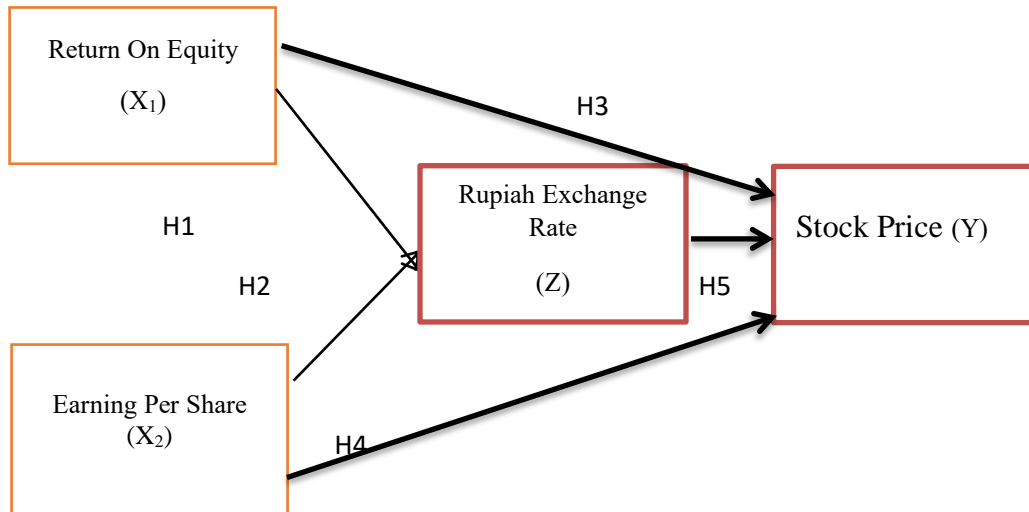 Return On Equity
(X₁)
H3
Rupiah Exchange
Rate
(Z)
Stock Price (Y)
H1
H2
H5
Earning Per Share
(X₂)
H4